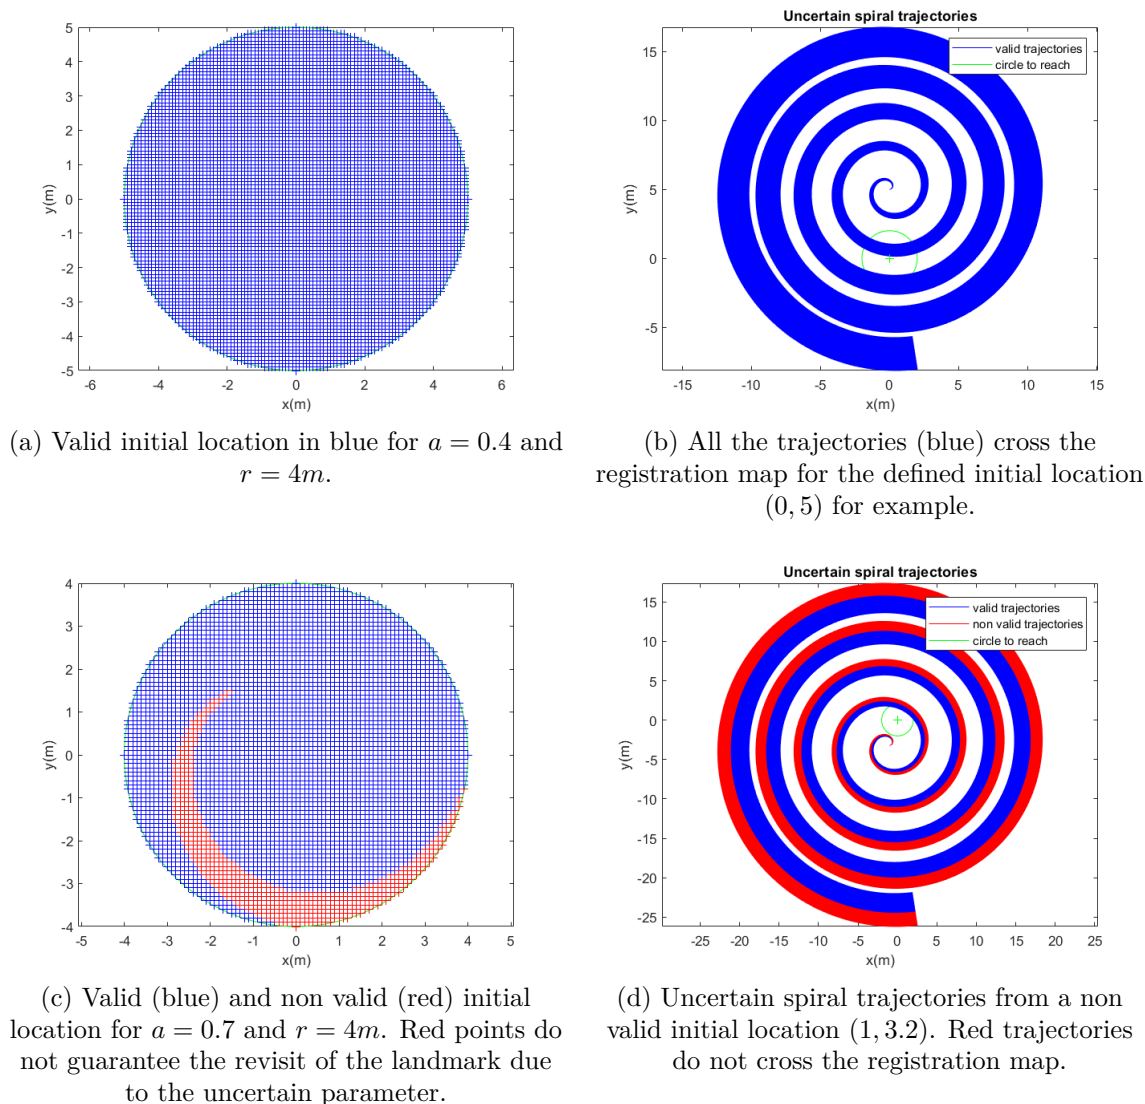 5
4
3
2
1
0
-1
-2
-3
-4
-5
y(m)
-6 -4 -2 0 2 4 6
x(m)
(a) Valid initial location in blue for a = 0.4 and
r = 4m.
Uncertain spiral trajectories
valid trajectories
circle to reach
15
10
5
0
-5
y(m)
-15 -10 -5 0 5 10 15
x(m)
(b) All the trajectories (blue) cross the
registration map for the defined initial location
(0, 5) for example.
4
3
2
1
0
-1
-2
-3
-4
y(m)
-5 -4 -3 -2 -1 0 1 2 3 4 5
x(m)
(c) Valid (blue) and non valid (red) initial
location for a = 0.7 and r = 4m. Red points do
not guarantee the revisit of the landmark due
to the uncertain parameter.
Uncertain spiral trajectories
valid trajectories
non valid trajectories
circle to reach
15
10
5
0
-5
-10
-15
-20
-25
y(m)
-25 -20 -15 -10 -5 0 5 10 15 20 25
x(m)
(d) Uncertain spiral trajectories from a non
valid initial location (1, 3.2). Red trajectories
do not cross the registration map.